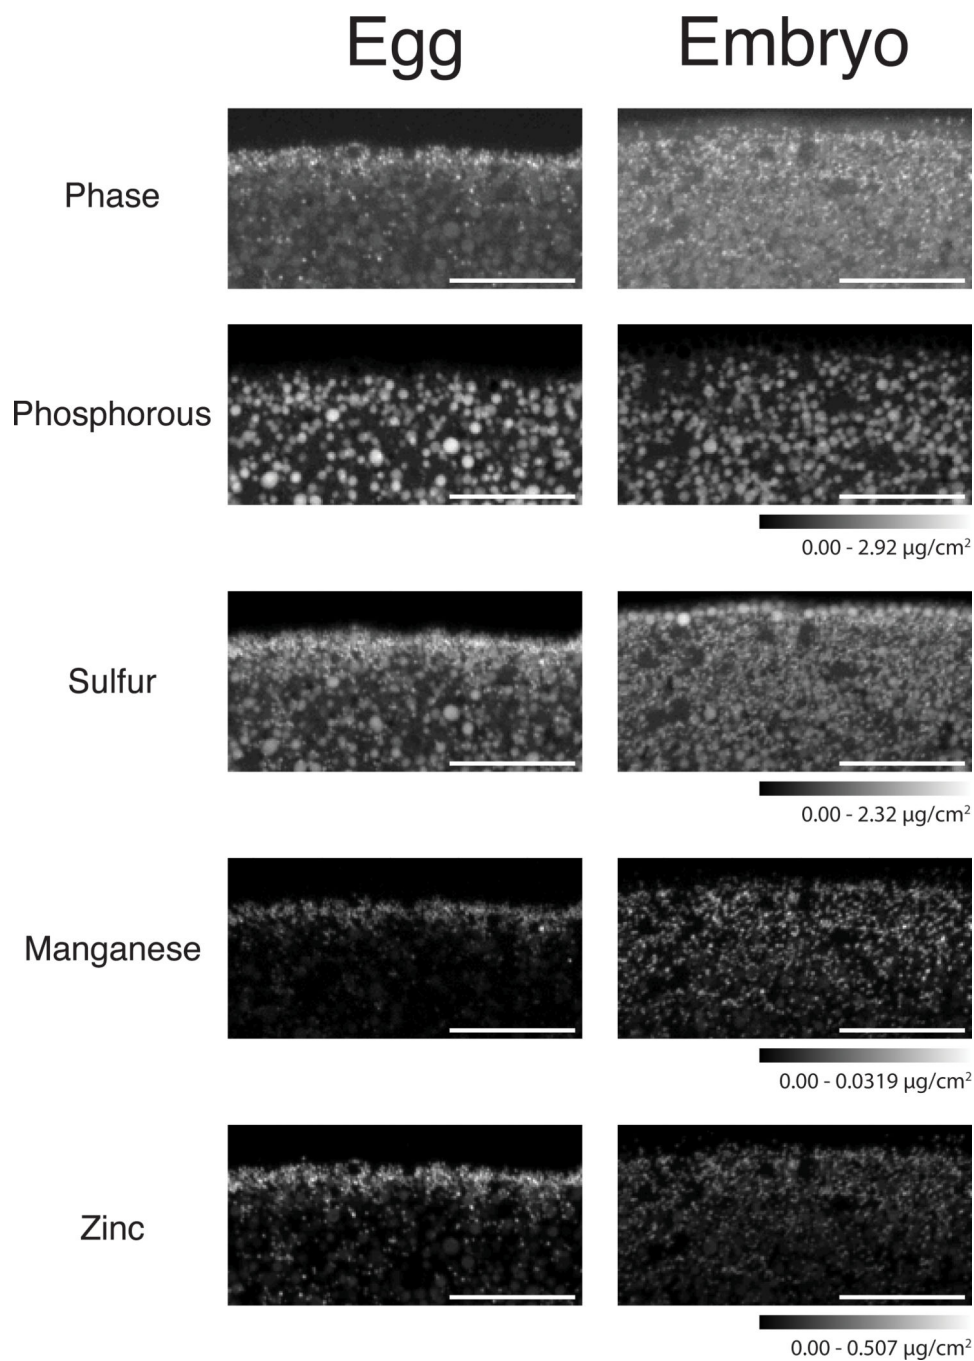 Egg Embryo
Phase
Phosphorous
0.00 - 2.92 µg/cm²
Sulfur
0.00 - 2.32 µg/cm²
Manganese
0.00 - 0.0319 µg/cm²
Zinc
0.00 - 0.507 µg/cm²